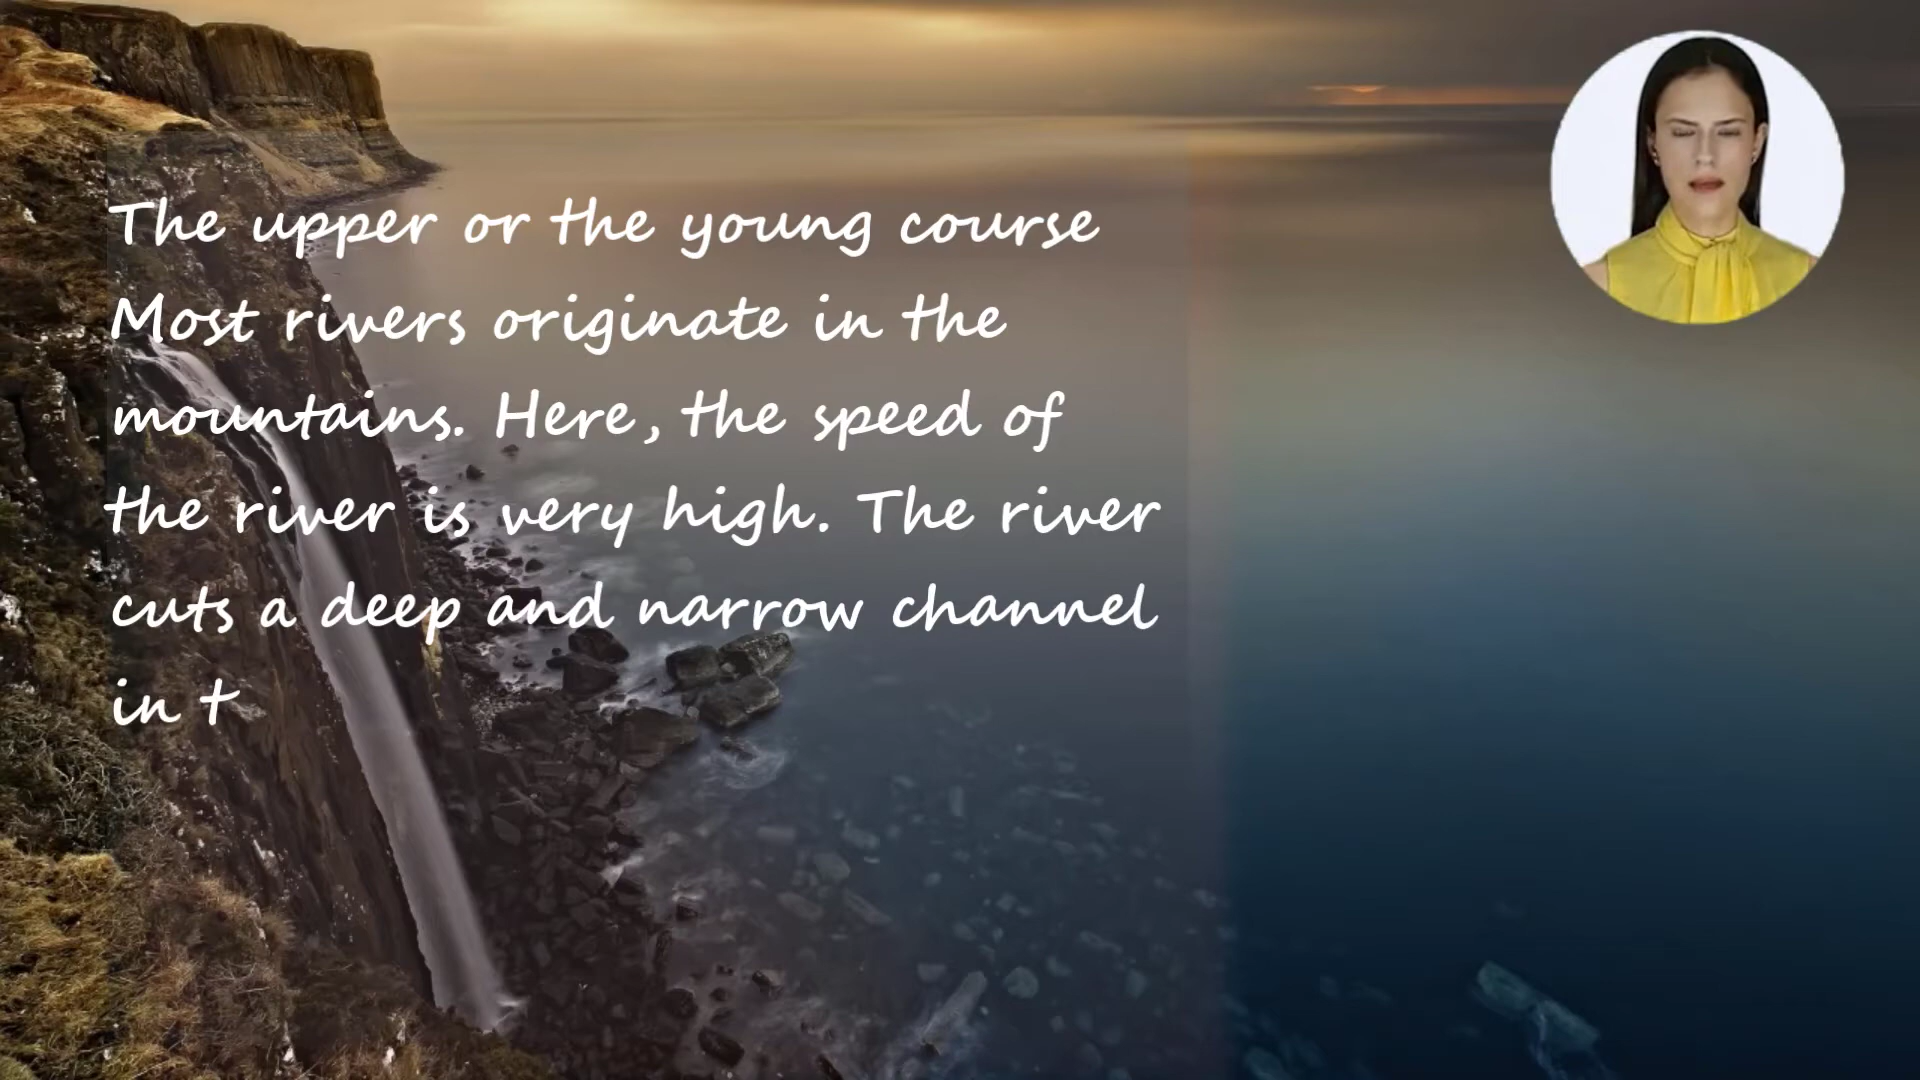 The upper or the young course
Most rivers originate in the
mountains. Here, the speed of
the river is very high. The river
cuts a deep and narrow channel
in t